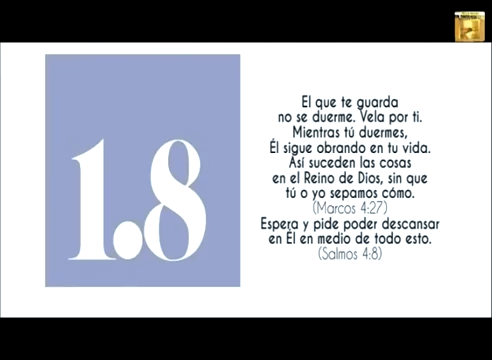 1.8
El que te guarda
no se duerme. Vela por ti.
Mientras tú duermes,
Él sigue obrando en tu vida.
Así suceden las cosas
en el Reino de Dios, sin que
tú o yo sepamos cómo.
(Marcos 4:27)
Espera y pide poder descansar
en Él en medio de todo esto.
(Salmos 4:8)